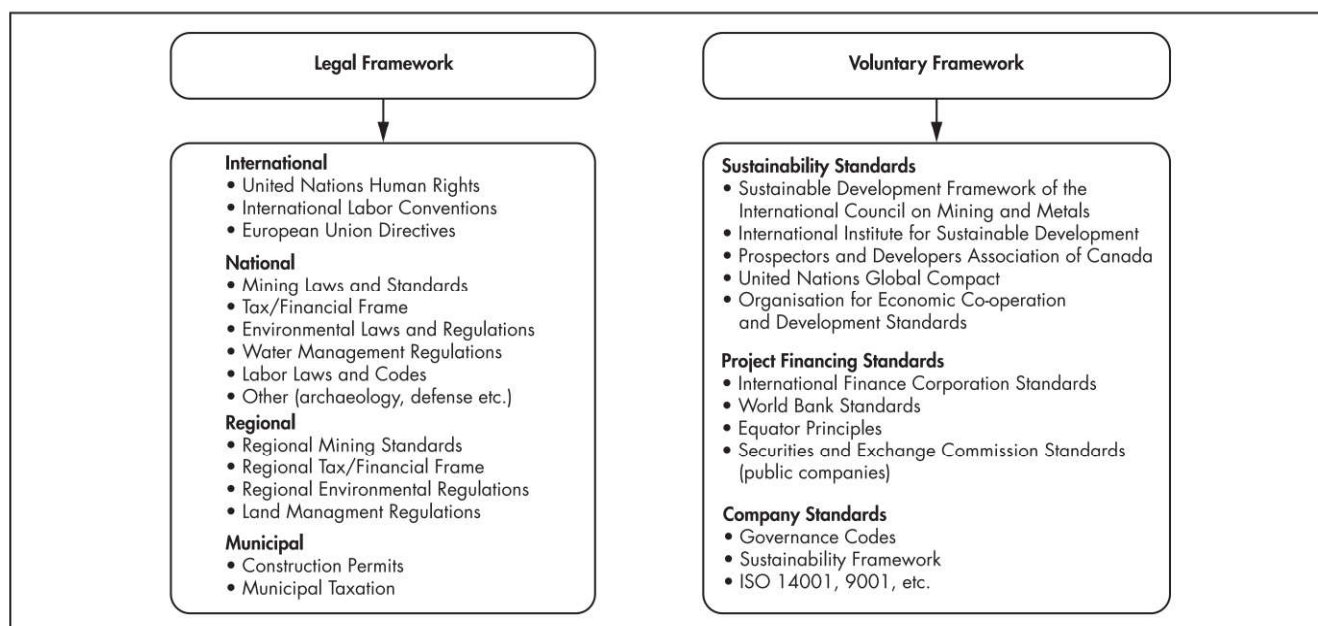 Legal Framework
International
• United Nations Human Rights
• International Labor Conventions
• European Union Directives
National
• Mining Laws and Standards
• Tax/Financial Frame
• Environmental Laws and Regulations
• Water Management Regulations
• Labor Laws and Codes
• Other (archaeology, defense etc.)
Regional
• Regional Mining Standards
• Regional Tax/Financial Frame
• Regional Environmental Regulations
• Land Managment Regulations
Municipal
• Construction Permits
• Municipal Taxation
Voluntary Framework
Sustainability Standards
• Sustainable Development Framework of the
International Council on Mining and Metals
• International Institute for Sustainable Development
• Prospectors and Developers Association of Canada
• United Nations Global Compact
• Organisation for Economic Co-operation
and Development Standards
Project Financing Standards
• International Finance Corporation Standards
• World Bank Standards
• Equator Principles
• Securities and Exchange Commission Standards
(public companies)
Company Standards
• Governance Codes
• Sustainability Framework
• ISO 14001, 9001, etc.